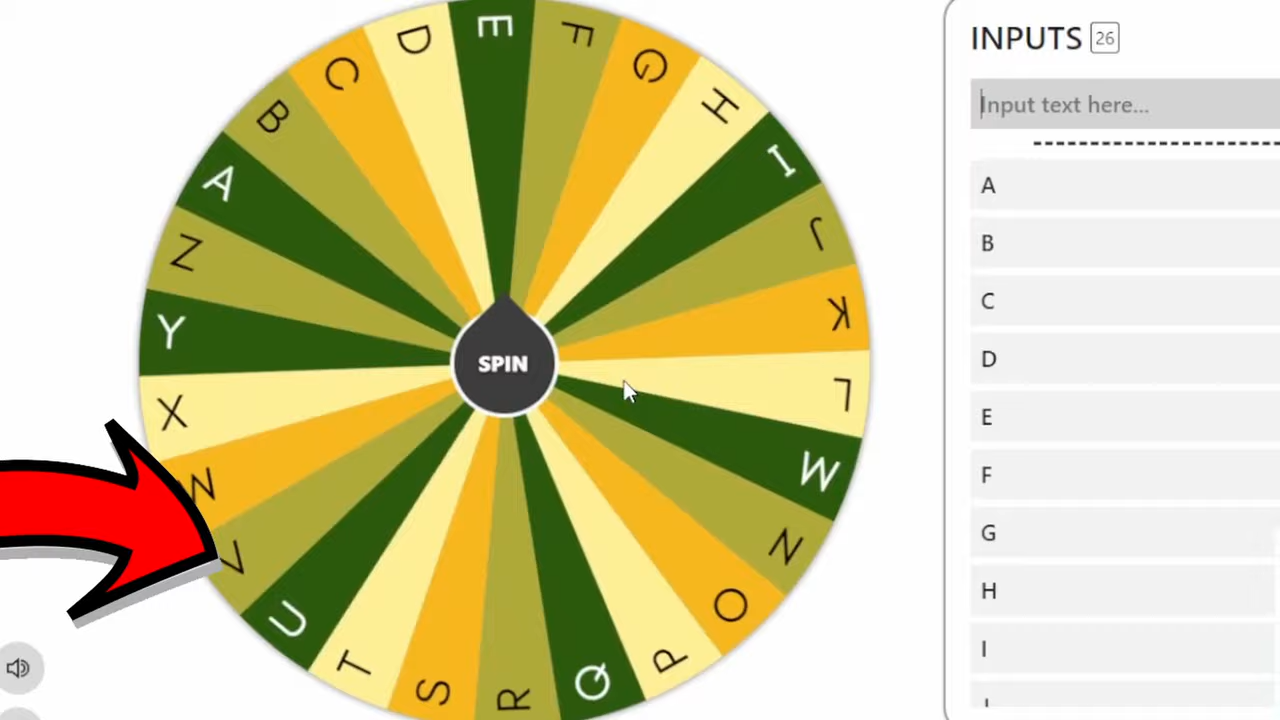 INPUTS 26
Input text here...
A
B
C
D
E
F
G
H
I
A
B
C
D
E
F
G
H
I
J
K
L
M
N
O
P
Q
R
S
T
U
V
W
X
Y
Z
SPIN